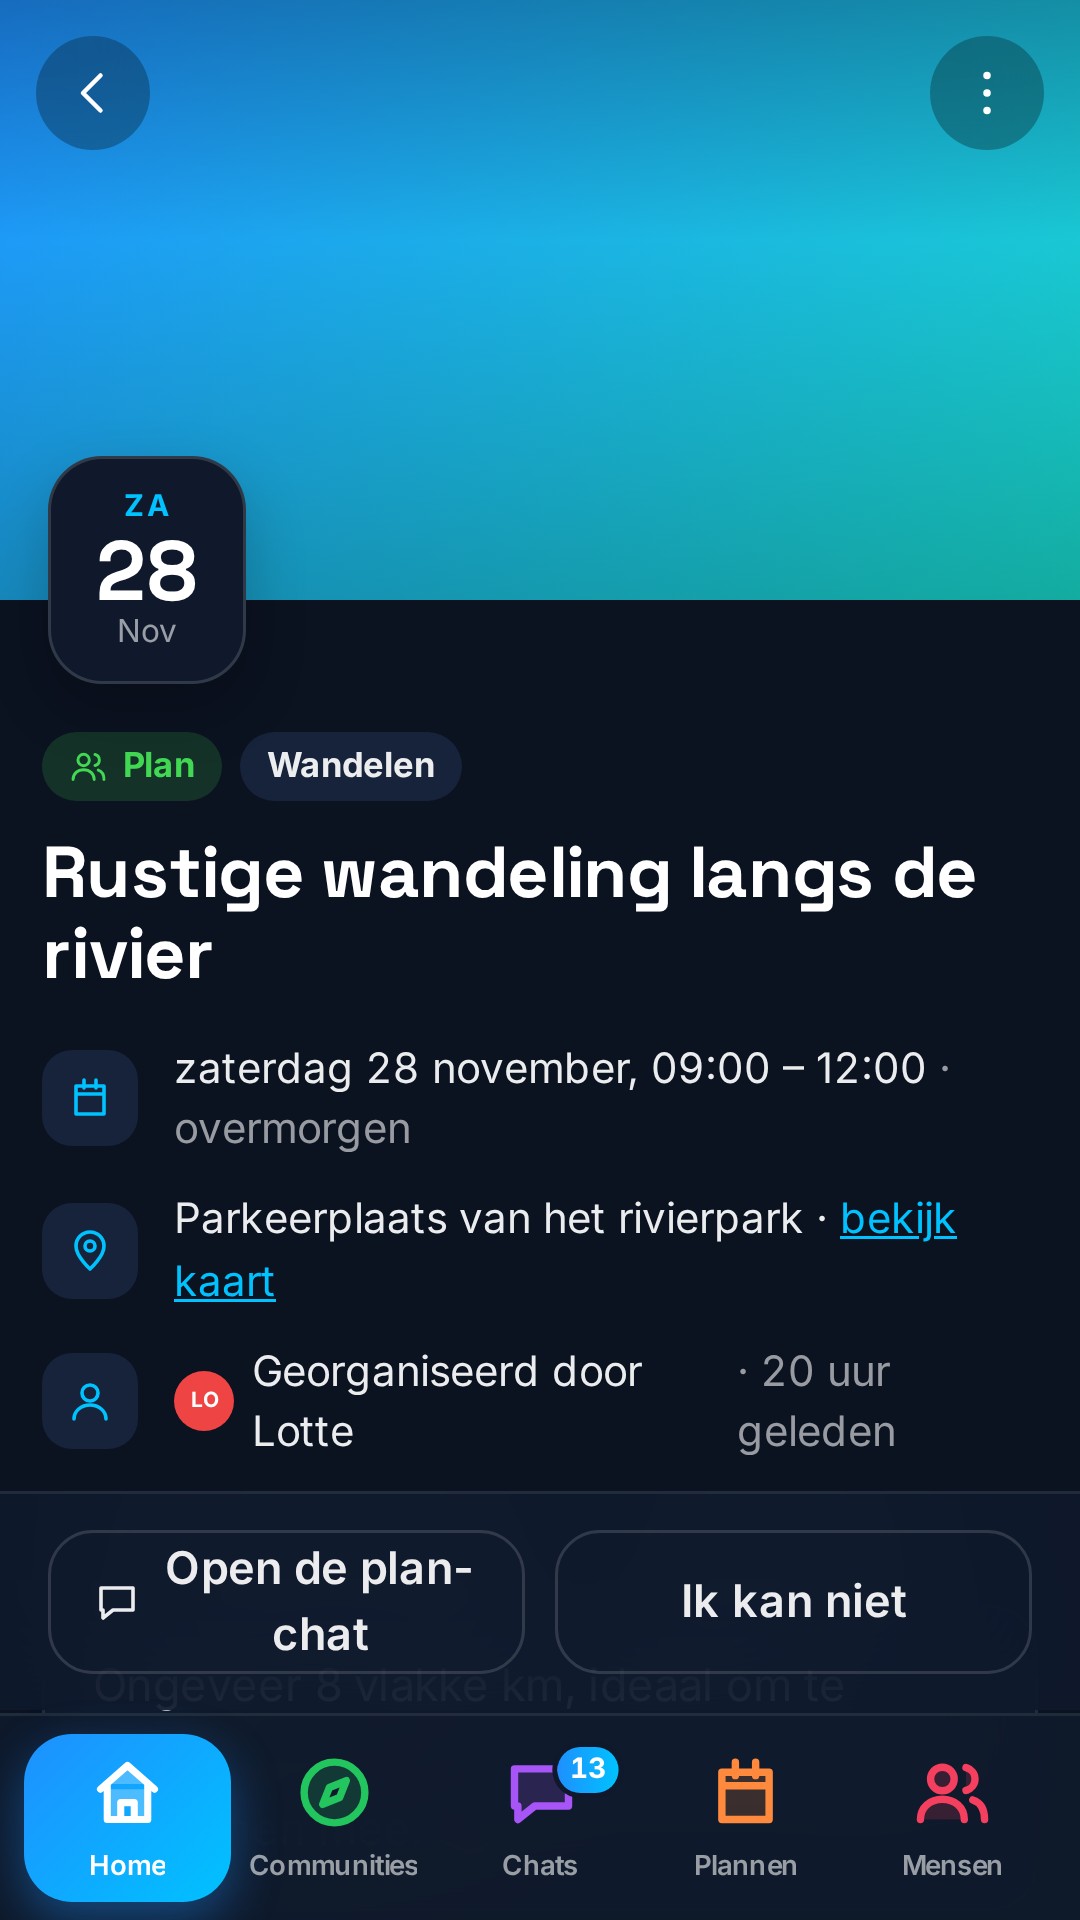 ZA
28
Nov
Plan
Wandelen
Rustige wandeling langs de
rivier
zaterdag 28 november, 09:00 – 12:00 ·
overmorgen
Parkeerplaats van het rivierpark · bekijk
kaart
LO
Georganiseerd door
Lotte
· 20 uur
geleden
Open de plan-
chat
Ik kan niet
Ongeveer 8 vlakke km, ideaal om te
13
Home
Communities
Chats
Plannen
Mensen